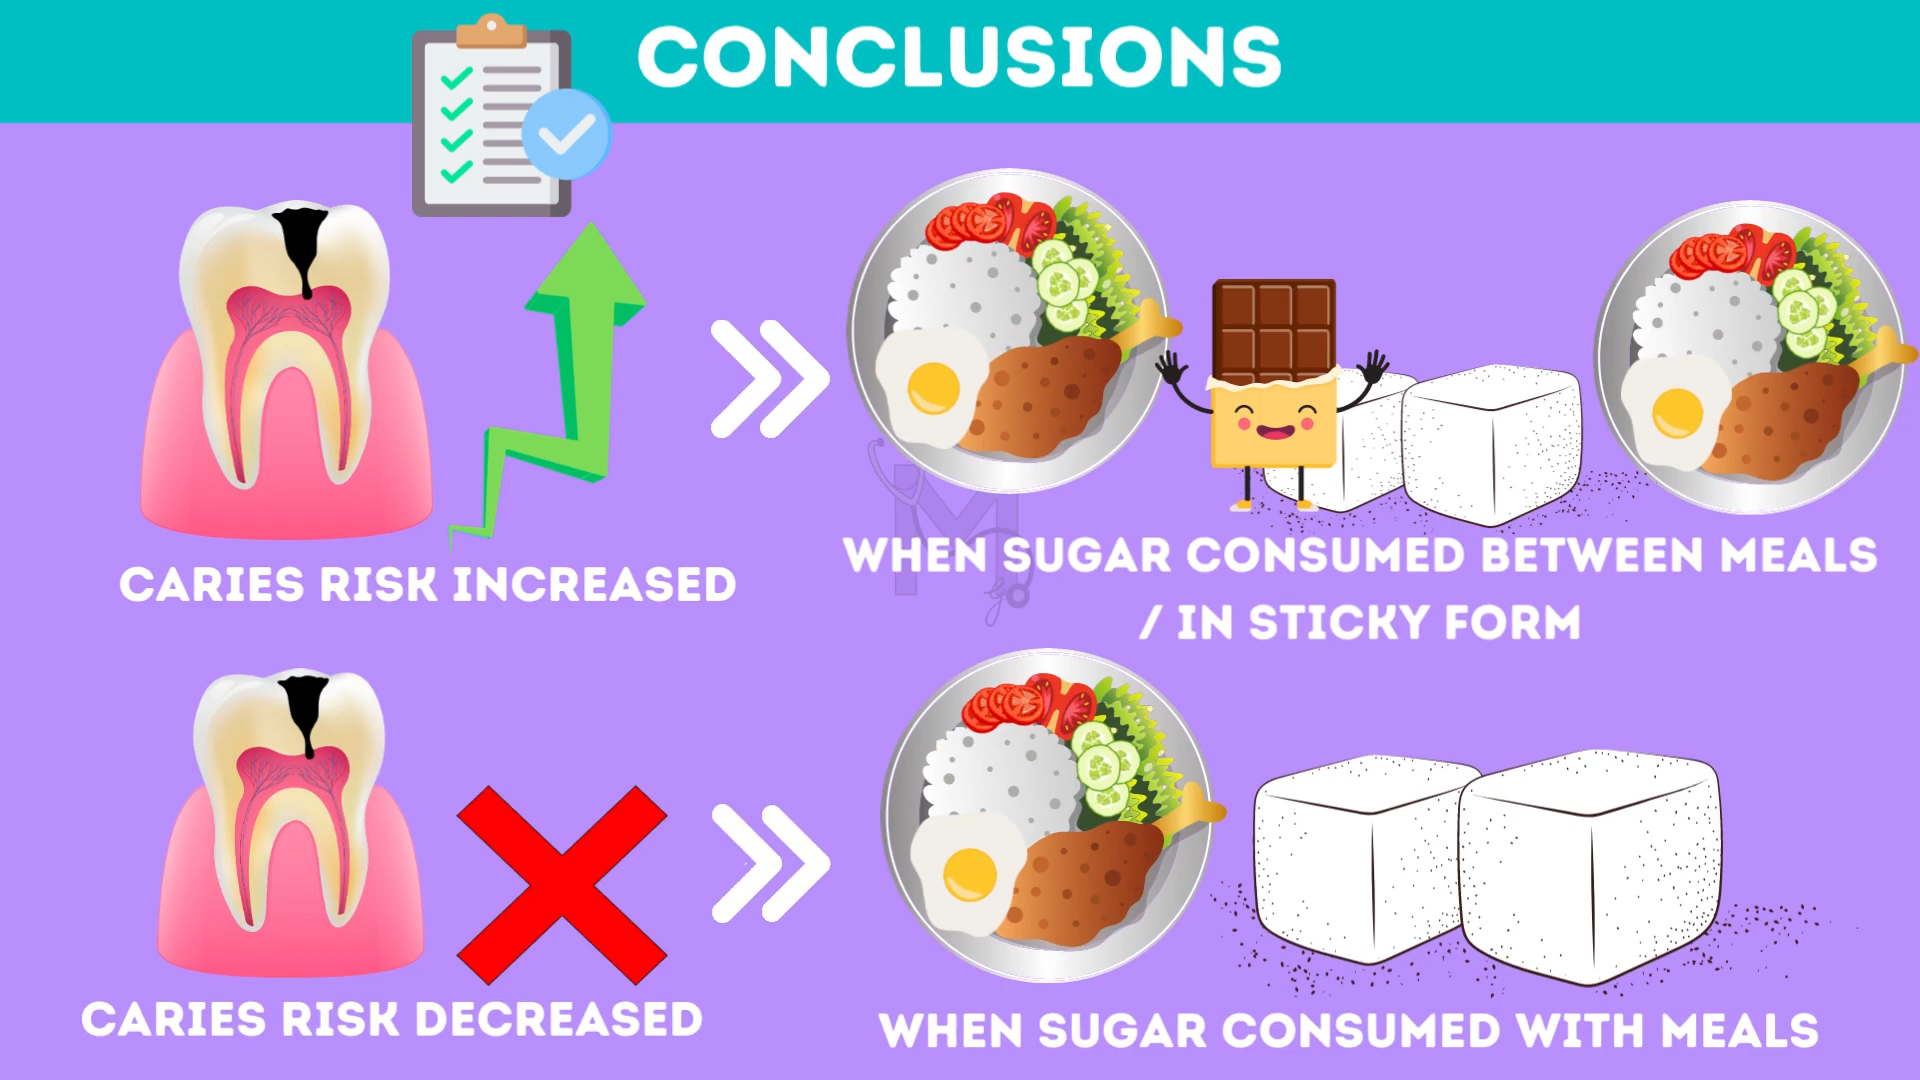 CONCLUSIONS
CARIES RISK INCREASED
WHEN SUGAR CONSUMED BETWEEN MEALS
/ IN STICKY FORM
CARIES RISK DECREASED
WHEN SUGAR CONSUMED WITH MEALS